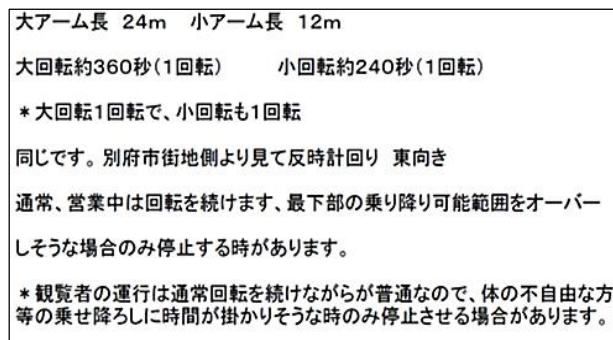 大アーム長 24m 小アーム長 12m
大回転約360秒(1回転) 小回転約240秒(1回転)
*大回転1回転で、小回転も1回転
同じです。別府市街地側より見て反時計回り 東向き
通常、営業中は回転を続けます、最下部の乗り降り可能範囲をオーバー
しそうな場合のみ停止する時があります。
*観覧者の運行は通常回転を続けながらが普通なので、体の不自由な方
等の乗せ降ろしに時間が掛かりそうな時のみ停止させる場合があります。